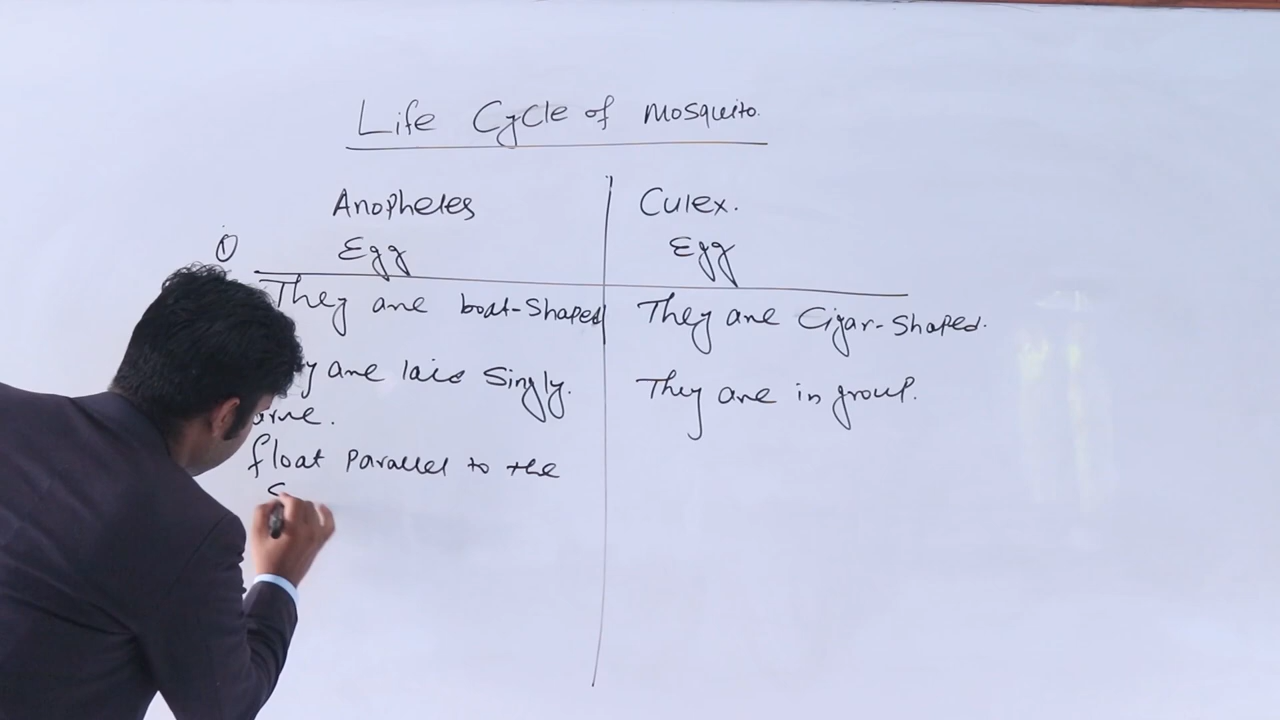 Life Cycle of Mosquito.
Anopheles
Culex.
① Egg
Egg
They are boat-Shaped
They are Cigar-Shaped.
are laid Singly.
They are in group.
float Parallel to the
S